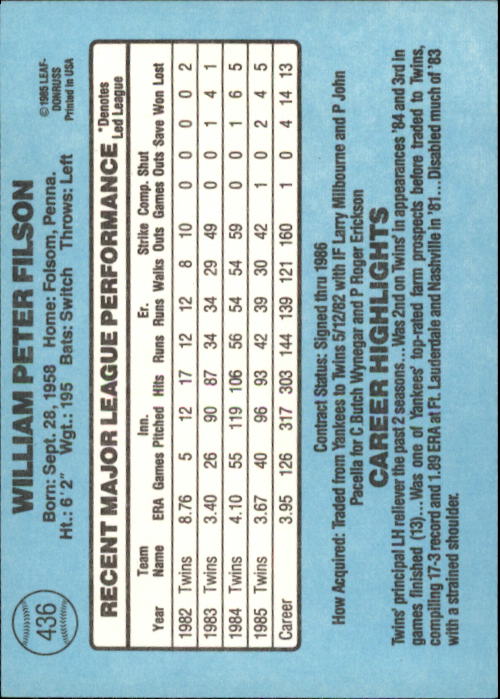 436
WILLIAM PETER FILSON
©1985 LEAF-
DONRUSS
Printed in USA
Born: Sept. 28, 1958 Home: Folsom, Penna.
Ht.: 6'2" Wgt.: 195 Bats: Switch Throws: Left
RECENT MAJOR LEAGUE PERFORMANCE
*Denotes
Led League
Team Inn. Er. Strike Comp. Shut
Year Name ERA Games Pitched Hits Runs Runs Walks Outs Games Outs Save Won Lost
1982 Twins 8.76 5 12 17 12 12 8 10 0 0 0 0 2
1983 Twins 3.40 26 90 87 34 34 29 49 0 0 1 4 1
1984 Twins 4.10 55 119 106 56 54 54 59 0 0 1 6 5
1985 Twins 3.67 40 96 93 42 39 30 42 1 0 2 4 5
Career 3.95 126 317 303 144 139 121 160 1 0 4 14 13
Contract Status: Signed thru 1986
How Acquired: Traded from Yankees to Twins 5/12/62 with IF Larry Milbourne and P John
Pacella for C Butch Wynegar and P Roger Erickson
CAREER HIGHLIGHTS
Twins' principal LH reliever the past 2 seasons... Was 2nd on Twins' in appearances '84 and 3rd in
games finished (13)... Was one of Yankees' top-rated farm prospects before traded to Twins,
compiling 17-3 record and 1.89 ERA at Ft. Lauderdale and Nashville in '81... Disabled much of '83
with a strained shoulder.